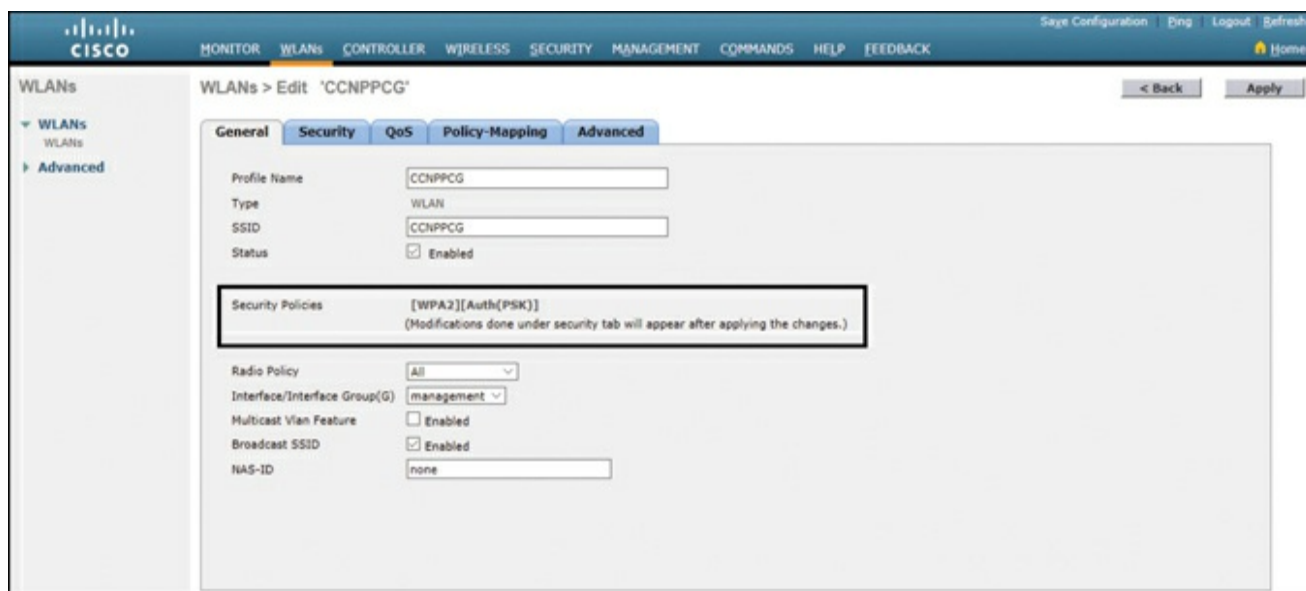 Save Configuration Ping Logout Refresh
CISCO MONITOR WLANs CONTROLLER WIRELESS SECURITY MANAGEMENT COMMANDS HELP FEEDBACK Home
WLANs
WLANs > Edit 'CCNPPCG'
< Back Apply
WLANs
WLANs
Advanced
General Security QoS Policy-Mapping Advanced
Profile Name CCNPPCG
Type WLAN
SSID CCNPPCG
Status Enabled
Security Policies [WPA2][Auth(PSK)]
(Modifications done under security tab will appear after applying the changes.)
Radio Policy All
Interface/Interface Group(G) management
Multicast Vlan Feature Enabled
Broadcast SSID Enabled
NAS-ID none